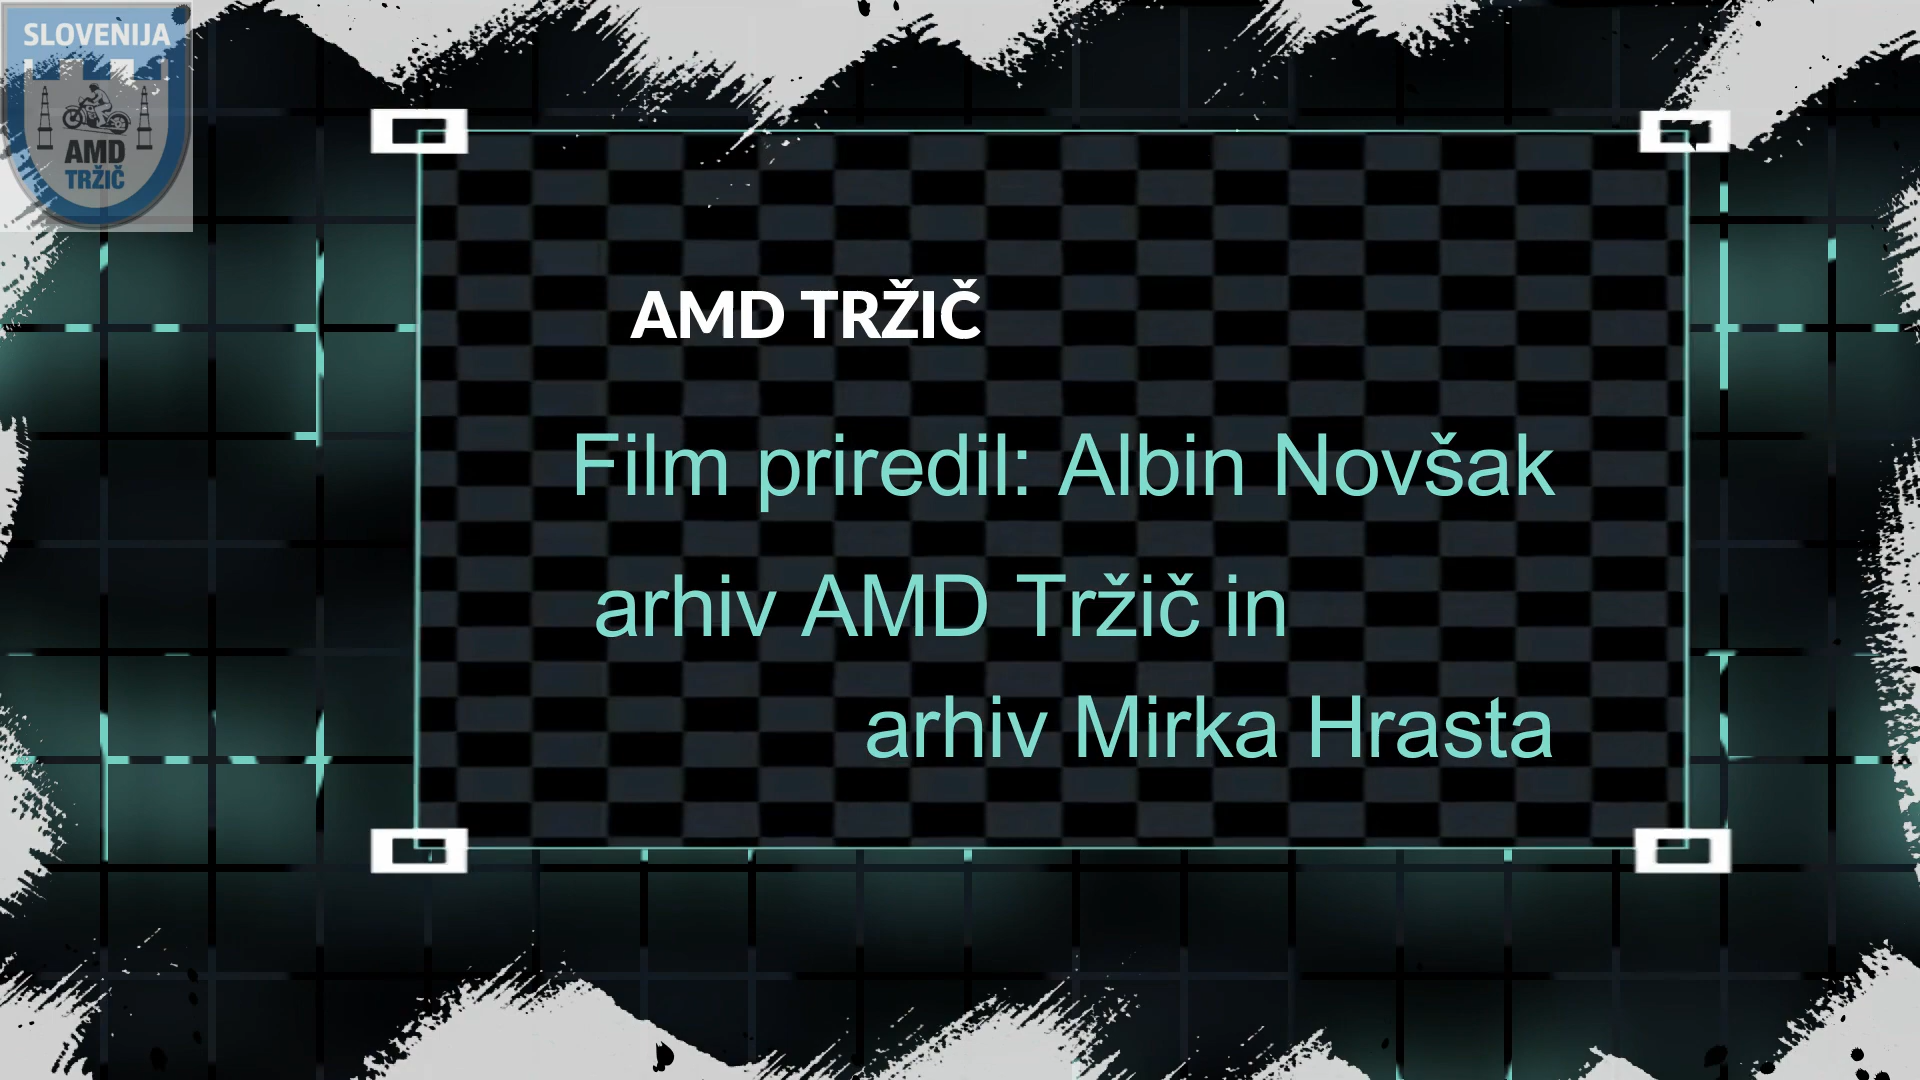 SLOVENIJA
AMD
TRŽIČ
AMD TRŽIČ
Film priredil: Albin Novšak
arhiv AMD Tržič in
arhiv Mirka Hrasta